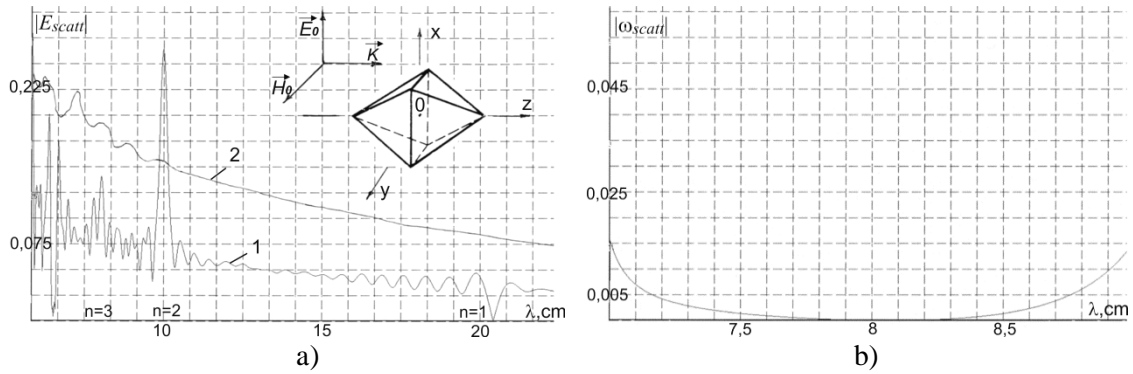 |Escatt|
E0
K
H0
x
0
z
y
0,225
0,075
2
1
n=3
n=2
n=1
10
15
20
λ,cm
a)
|ωscatt|
0,045
0,025
0,005
7,5
8
8,5
λ,cm
b)